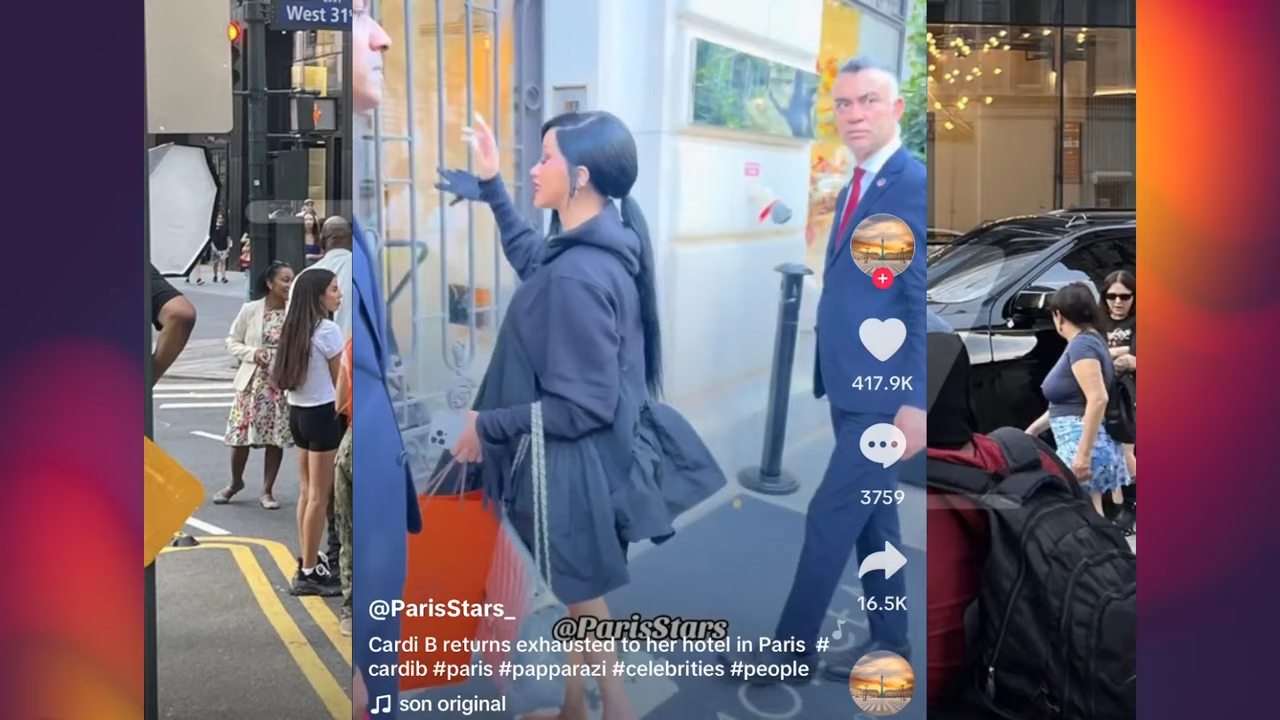 West 31st
417.9K
3759
16.5K
@ParisStars_
@ParisStars
Cardi B returns exhausted to her hotel in Paris #
cardib #paris #papparazi #celebrities #people
son original